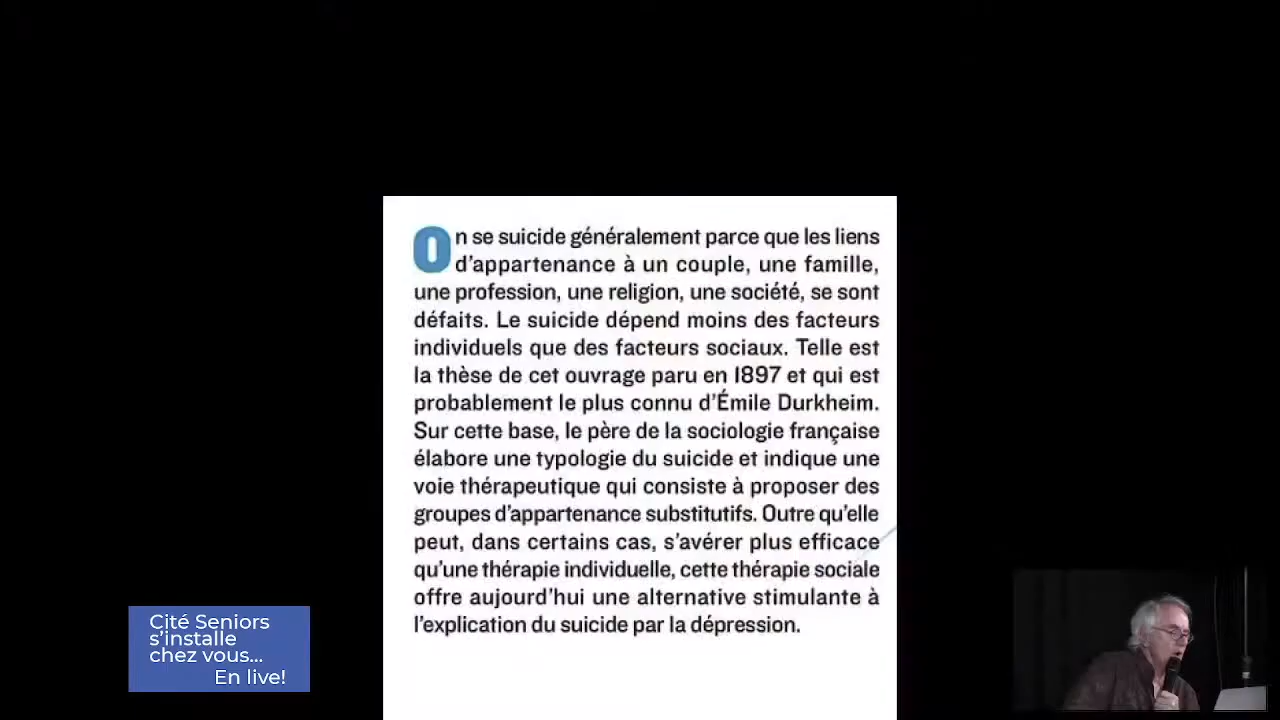 On se suicide généralement parce que les liens
d'appartenance à un couple, une famille,
une profession, une religion, une société, se sont
défaits. Le suicide dépend moins des facteurs
individuels que des facteurs sociaux. Telle est
la thèse de cet ouvrage paru en 1897 et qui est
probablement le plus connu d'Émile Durkheim.
Sur cette base, le père de la sociologie française
élabore une typologie du suicide et indique une
voie thérapeutique qui consiste à proposer des
groupes d'appartenance substitutifs. Outre qu'elle
peut, dans certains cas, s'avérer plus efficace
qu'une thérapie individuelle, cette thérapie sociale
offre aujourd'hui une alternative stimulante à
l'explication du suicide par la dépression.
Cité Seniors
s'installe
chez vous...
En live!